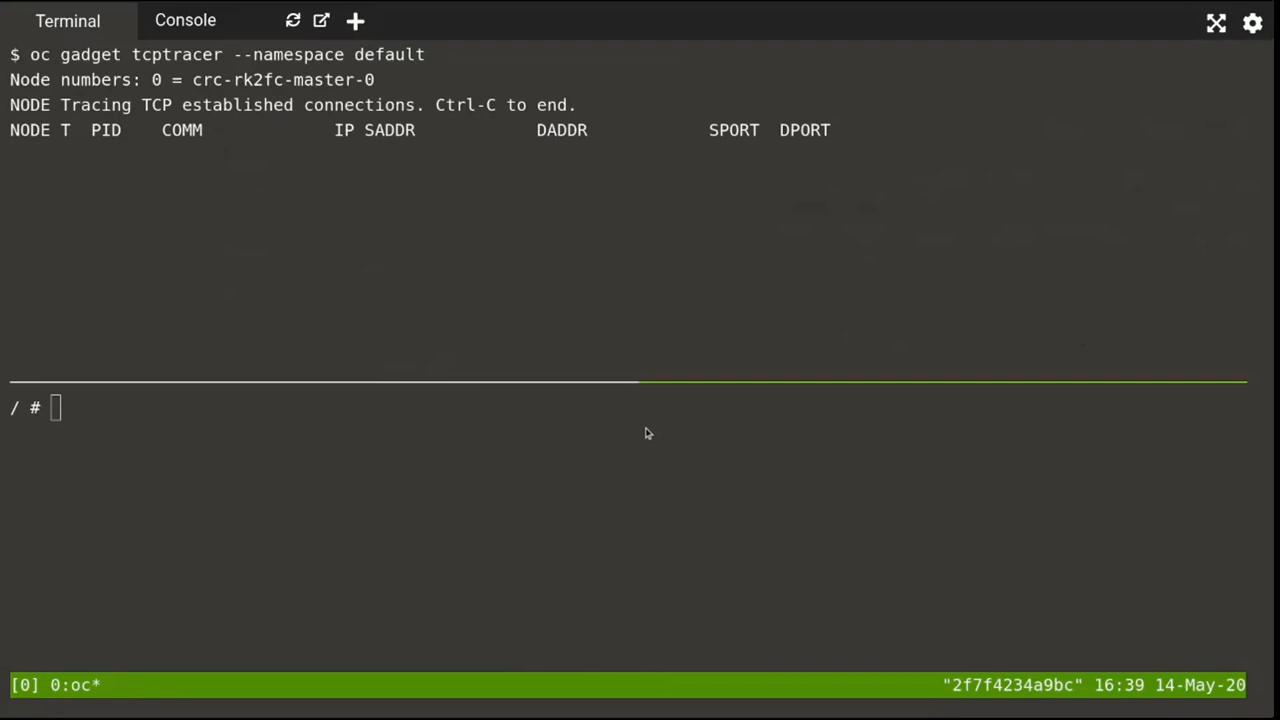 Terminal Console
$ oc gadget tcptracer --namespace default
Node numbers: 0 = crc-rk2fc-master-0
NODE Tracing TCP established connections. Ctrl-C to end.
NODE T  PID    COMM             IP SADDR            DADDR            SPORT  DPORT
/ #
[0] 0:oc* "2f7f4234a9bc" 16:39 14-May-20